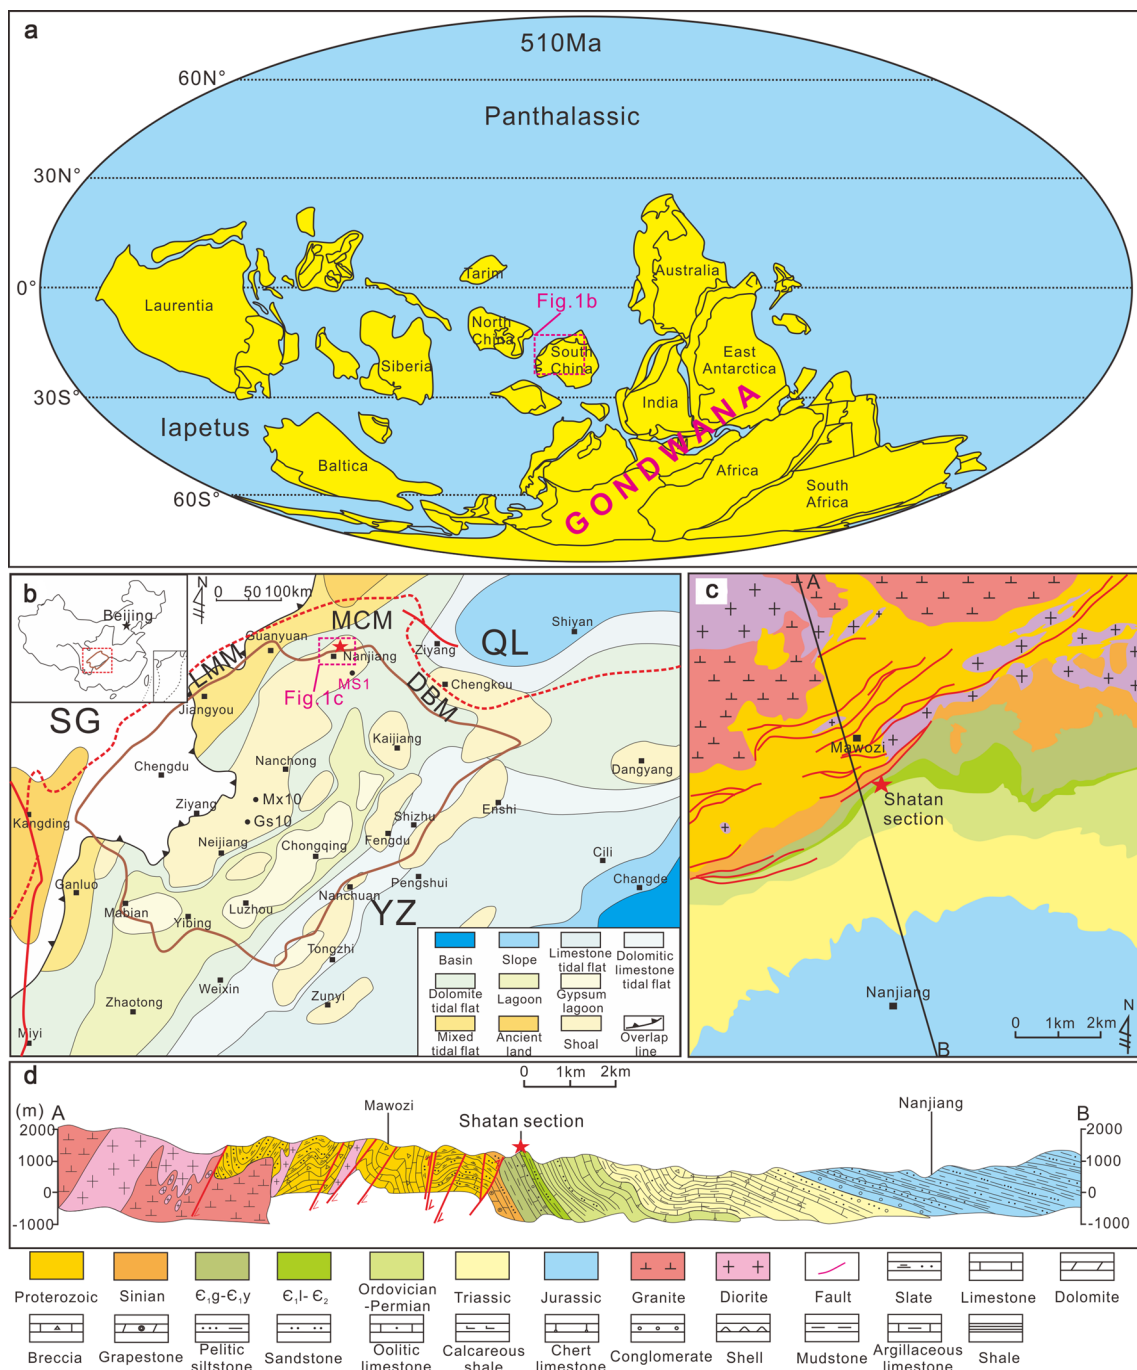 a
510Ma
60N°
Panthalassic
30N°
Tarim
Australia
0°
Laurentia
Fig.1b
North
China
South
China
East
Antarctica
Siberia
30S°
India
Iapetus
GONDWANA
Baltica
Africa
South
Africa
60S°
b
N
0 50 100km
Beijing
MCM
Shiyan
Guanyuan
Ziyang
QL
Nanjiang
LMM
MS1
Chengkou
Fig.1c
DBM
Jiangyou
SG
Kaijiang
Chengdu
Nanchong
Dangyang
Ziyang
Mx10
Enshi
Kangding
Gs10
Shizhu
Neijiang
Chongqing
Fengdu
Cili
Ganluo
Pengshui
Changde
Nanchuan
Mabian
Luzhou
YZ
Yibing
Tongzhi
Weixin
Zhaotong
Zunyi
Miyi
Basin
Slope
Limestone
tidal flat
Dolomitic
limestone
tidal flat
Dolomite
tidal flat
Lagoon
Gypsum
lagoon
Mixed
tidal flat
Ancient
land
Shoal
Overlap
line
c
A
Mawozi
Shatan
section
Nanjiang
0 1km 2km
N
B
d
0 1km 2km
(m) A
Mawozi
Shatan section
Nanjiang
B
2000
1000
0
-1000
2000
1000
0
-1000
Proterozoic
Sinian
Є₁g-Є₁y
Є₁l-Є₂
Ordovician
-Permian
Triassic
Jurassic
Granite
Diorite
Fault
Slate
Limestone
Dolomite
Breccia
Grapestone
Pelitic
siltstone
Sandstone
Oolitic
limestone
Calcareous
shale
Chert
limestone
Conglomerate
Shell
Mudstone
Argillaceous
limestone
Shale